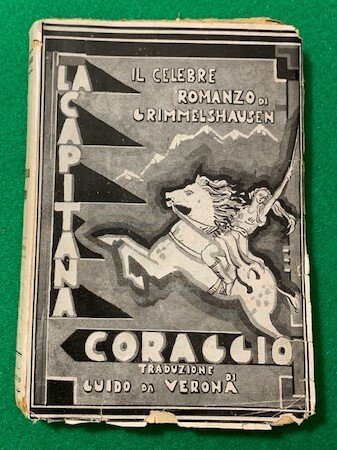 LA CAPITANA
IL CELEBRE
ROMANZO DI
GRIMMELSHAUSEN
CORAGGIO
TRADUZIONE DI
GUIDO DA VERONA